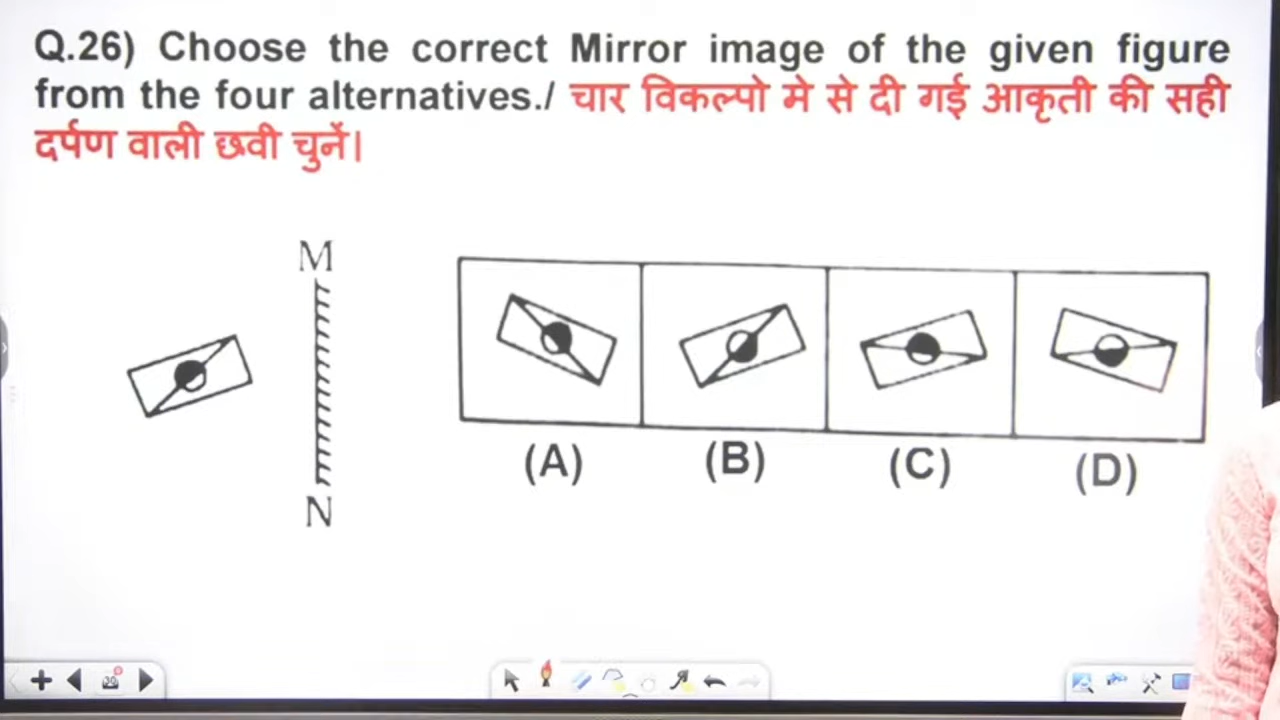 Q.26) Choose the correct Mirror image of the given figure
from the four alternatives./ चार विकल्पो मे से दी गई आकृती की सही
दर्पण वाली छवी चुनें।
M
N
(A) (B) (C) (D)